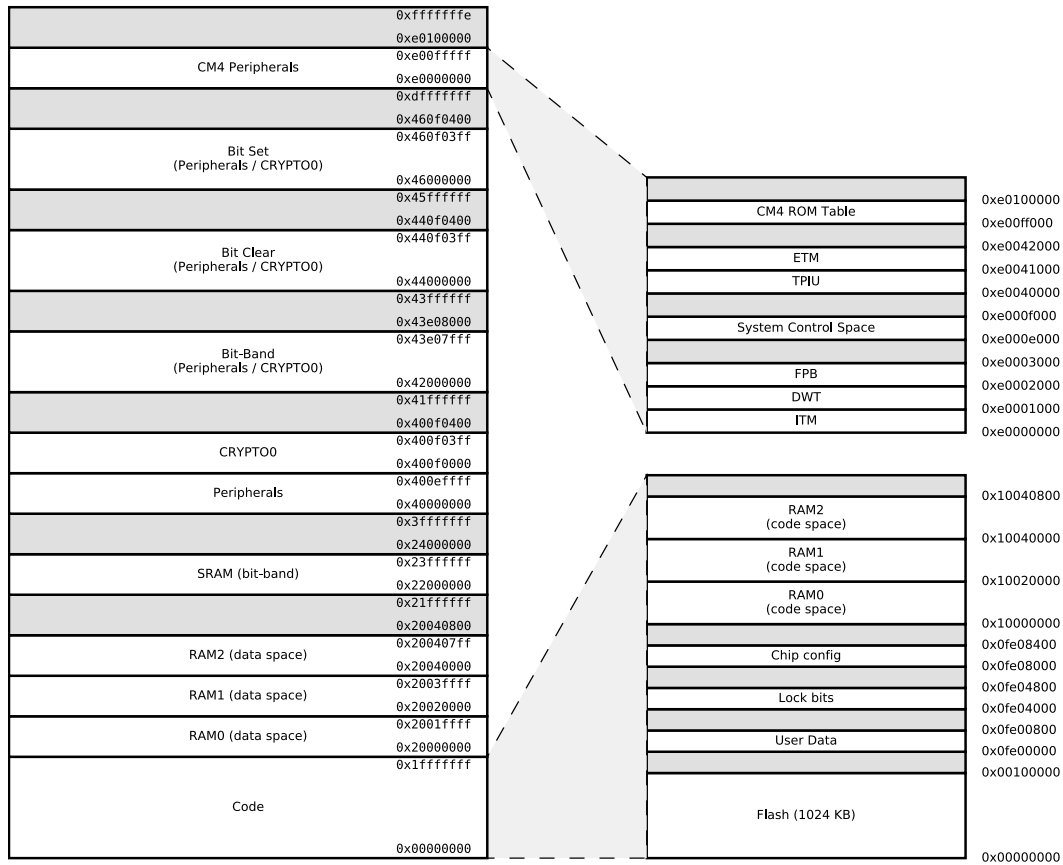 0xfffffffe
0xe0100000
0xe00fffff
CM4 Peripherals
0xe0000000
0xdfffffff
0x460f0400
0x460f03ff
Bit Set
(Peripherals / CRYPTO0)
0x46000000
0x45ffffff
0x440f0400
0x440f03ff
Bit Clear
(Peripherals / CRYPTO0)
0x44000000
0x43ffffff
0x43e08000
0x43e07fff
Bit-Band
(Peripherals / CRYPTO0)
0x42000000
0x41ffffff
0x400f0400
0x400f03ff
CRYPTO0
0x400f0000
0x400effff
Peripherals
0x40000000
0x3fffffff
0x24000000
0x23ffffff
SRAM (bit-band)
0x22000000
0x21ffffff
0x20040800
0x200407ff
RAM2 (data space)
0x20040000
0x2003ffff
RAM1 (data space)
0x20020000
0x2001ffff
RAM0 (data space)
0x20000000
0x1fffffff
Code
0x00000000
0xe0100000
CM4 ROM Table
0xe00ff000
0xe0042000
ETM
0xe0041000
TPIU
0xe0040000
0xe000f000
System Control Space
0xe000e000
0xe0003000
FPB
0xe0002000
DWT
0xe0001000
ITM
0xe0000000
0x10040800
RAM2
(code space)
0x10040000
RAM1
(code space)
0x10020000
RAM0
(code space)
0x10000000
0x0fe08400
Chip config
0x0fe08000
0x0fe04800
Lock bits
0x0fe04000
0x0fe00800
User Data
0x0fe00000
0x00100000
Flash (1024 KB)
0x00000000